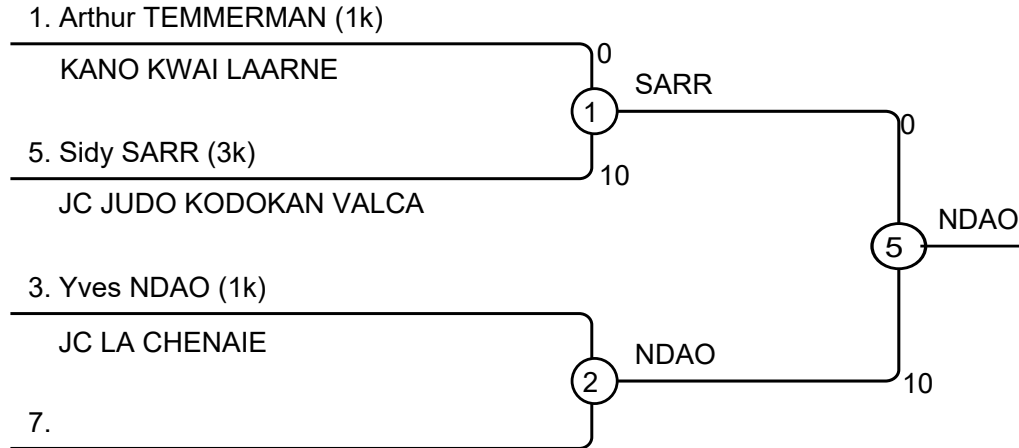 1. Arthur TEMMERMAN (1k)
0
KANO KWAI LAARNE
SARR
1
0
5. Sidy SARR (3k)
10
JC JUDO KODOKAN VALCA
NDAO
5
3. Yves NDAO (1k)
JC LA CHENAIE
NDAO
2
10
7.